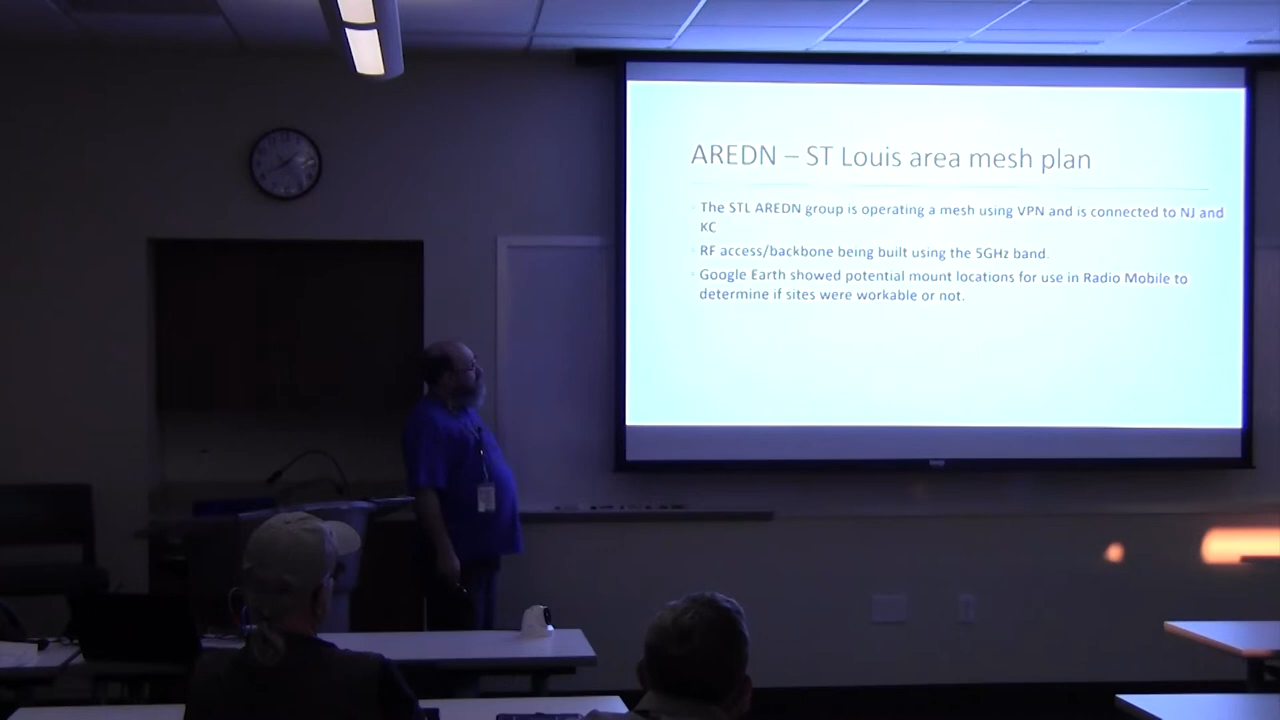 AREDN – ST Louis area mesh plan
The STL AREDN group is operating a mesh using VPN and is connected to NJ and
KC
RF access/backbone being built using the 5GHz band.
Google Earth showed potential mount locations for use in Radio Mobile to
determine if sites were workable or not.